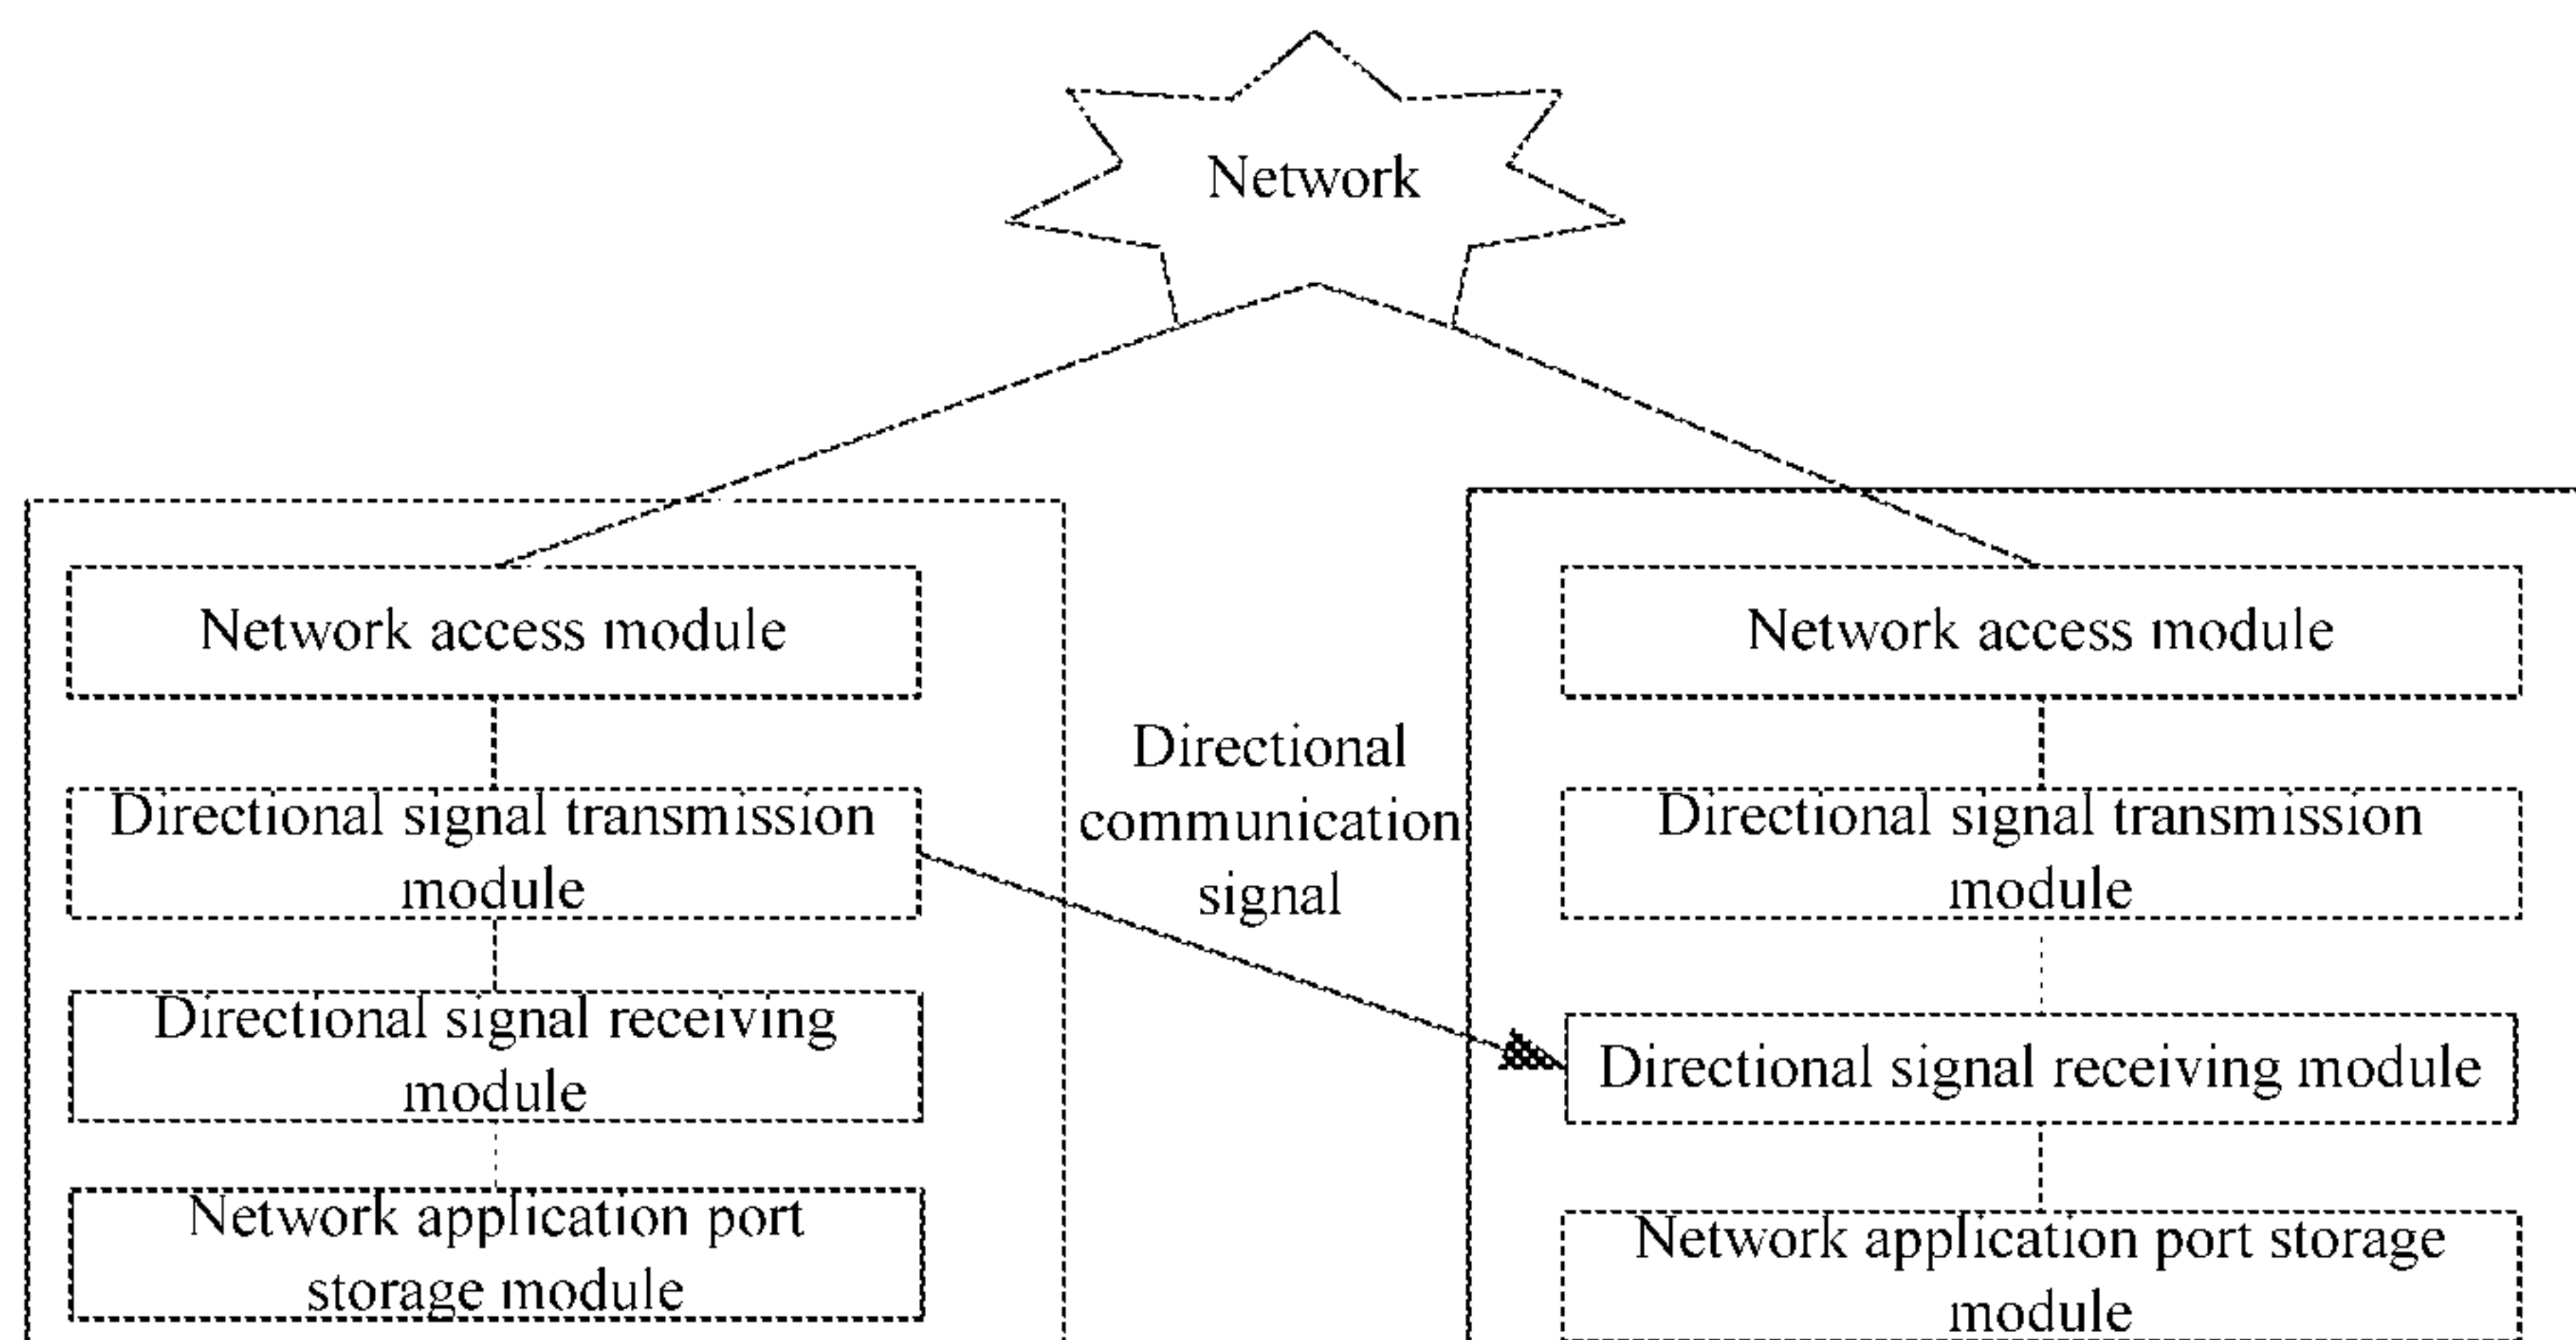 Network
Network access module
Directional signal transmission
module
Directional signal receiving
module
Network application port
storage module
Directional
communication
signal
Network access module
Directional signal transmission
module
Directional signal receiving module
Network application port storage
module